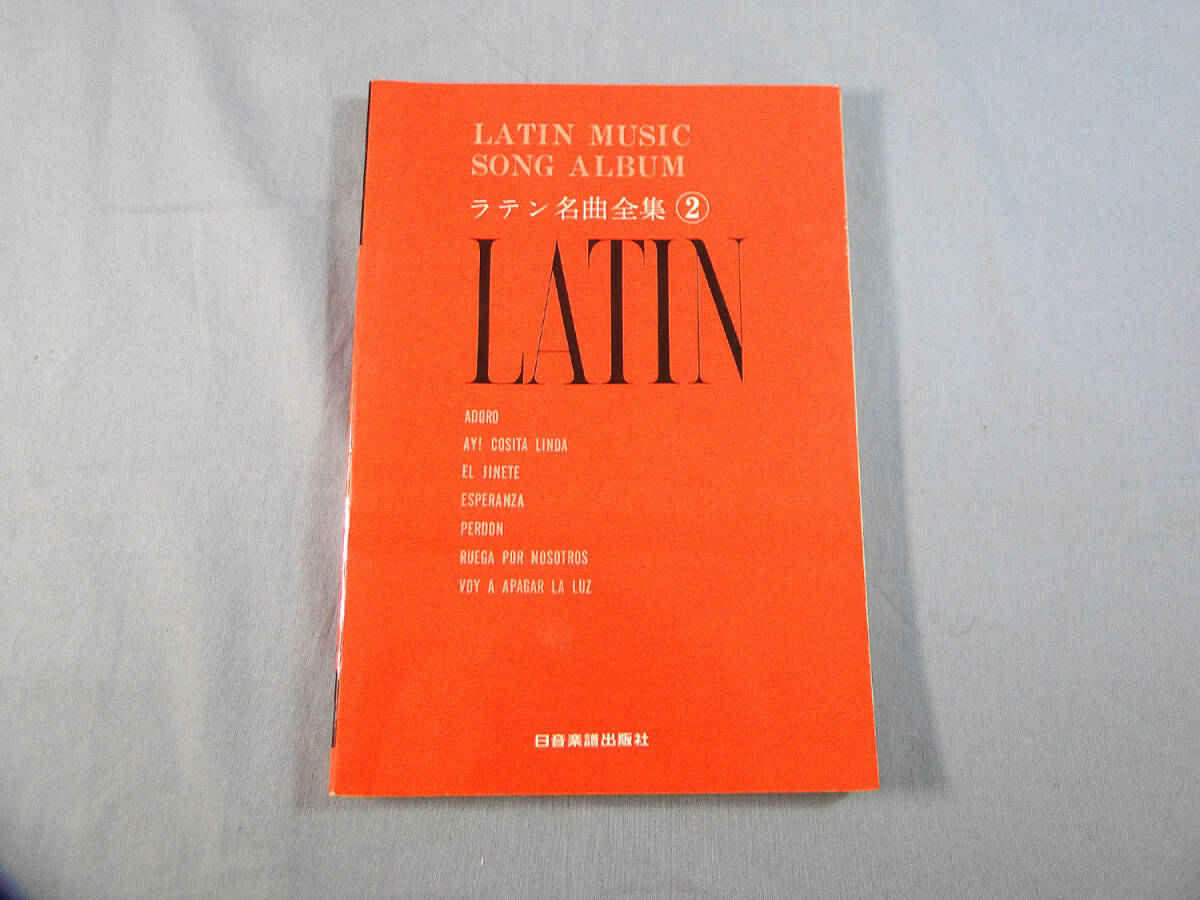 LATIN MUSIC
SONG ALBUM
ラテン名曲全集②
LATIN
ADORO
AY! COSITA LINDA
EL JINETE
ESPERANZA
PERDON
RUEGA POR NOSOTROS
VOY A APAGAR LA LUZ
日音楽譜出版社